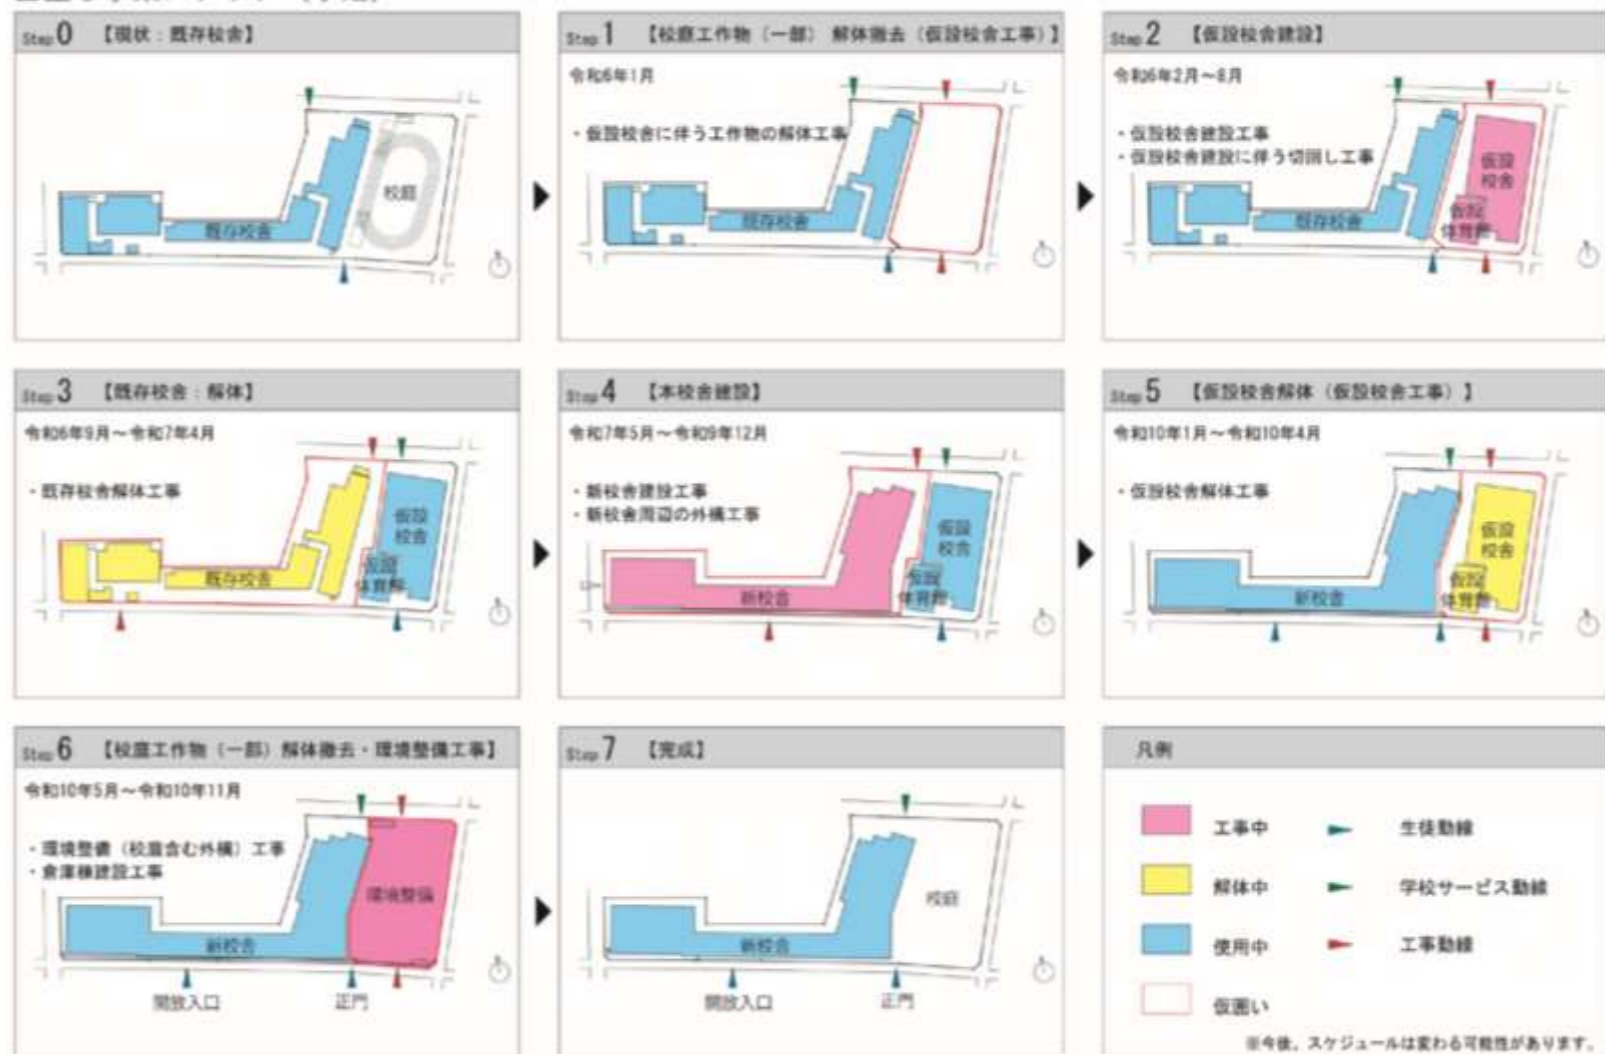 Step 0 【現状:既存校舎】
校庭
既存校舎
Step 1 【校庭工作物(一部) 解体撤去(仮設校舎工事)】
令和6年1月
・仮設校舎に伴う工作物の解体工事
既存校舎
Step 2 【仮設校舎建設】
令和6年2月～8月
・仮設校舎建設工事
・仮設校舎建設に伴う切回し工事
仮設
校舎
仮設
体育館
既存校舎
Step 3 【既存校舎:解体】
令和6年9月～令和7年4月
・既存校舎解体工事
仮設
校舎
仮設
体育館
既存校舎
Step 4 【本校舎建設】
令和7年5月～令和9年12月
・新校舎建設工事
・新校舎周辺の外構工事
仮設
校舎
仮設
体育館
新校舎
Step 5 【仮設校舎解体(仮設校舎工事)】
令和10年1月～令和10年4月
・仮設校舎解体工事
仮設
校舎
仮設
体育館
新校舎
Step 6 【校庭工作物(一部)解体撤去・環境整備工事】
令和10年5月～令和10年11月
・環境整備(校庭含む外構)工事
・倉庫棟建設工事
環境整備
新校舎
開放入口 正門
Step 7 【完成】
校庭
新校舎
開放入口 正門
凡例
工事中 生徒動線
解体中 学校サービス動線
使用中 工事動線
仮囲い
※今後、スケジュールは変わる可能性があります。